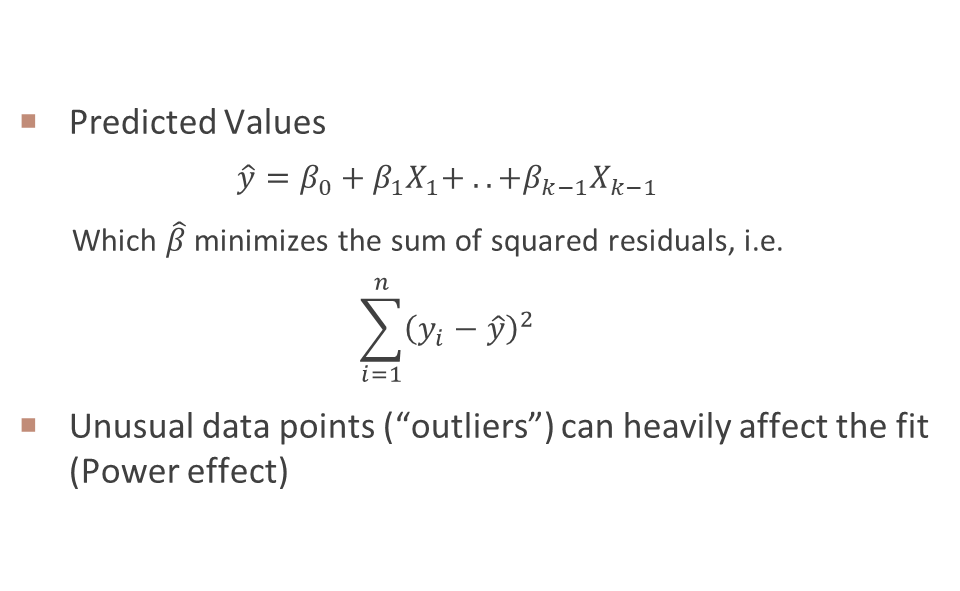 Predicted Values
ŷ = β₀ + β₁X₁+ . . +βₖ₋₁Xₖ₋₁
Which β̂ minimizes the sum of squared residuals, i.e.
n
∑(yᵢ − ŷ)²
i=1
Unusual data points (“outliers”) can heavily affect the fit
(Power effect)